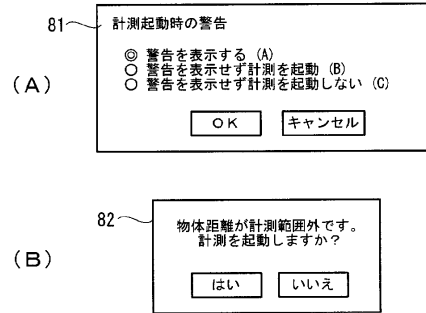 81
計測起動時の警告
◎ 警告を表示する (A)
○ 警告を表示せず計測を起動 (B)
○ 警告を表示せず計測を起動しない (C)
(A)
OK キャンセル
82
物体距離が計測範囲外です。
計測を起動しますか?
(B)
はい いいえ